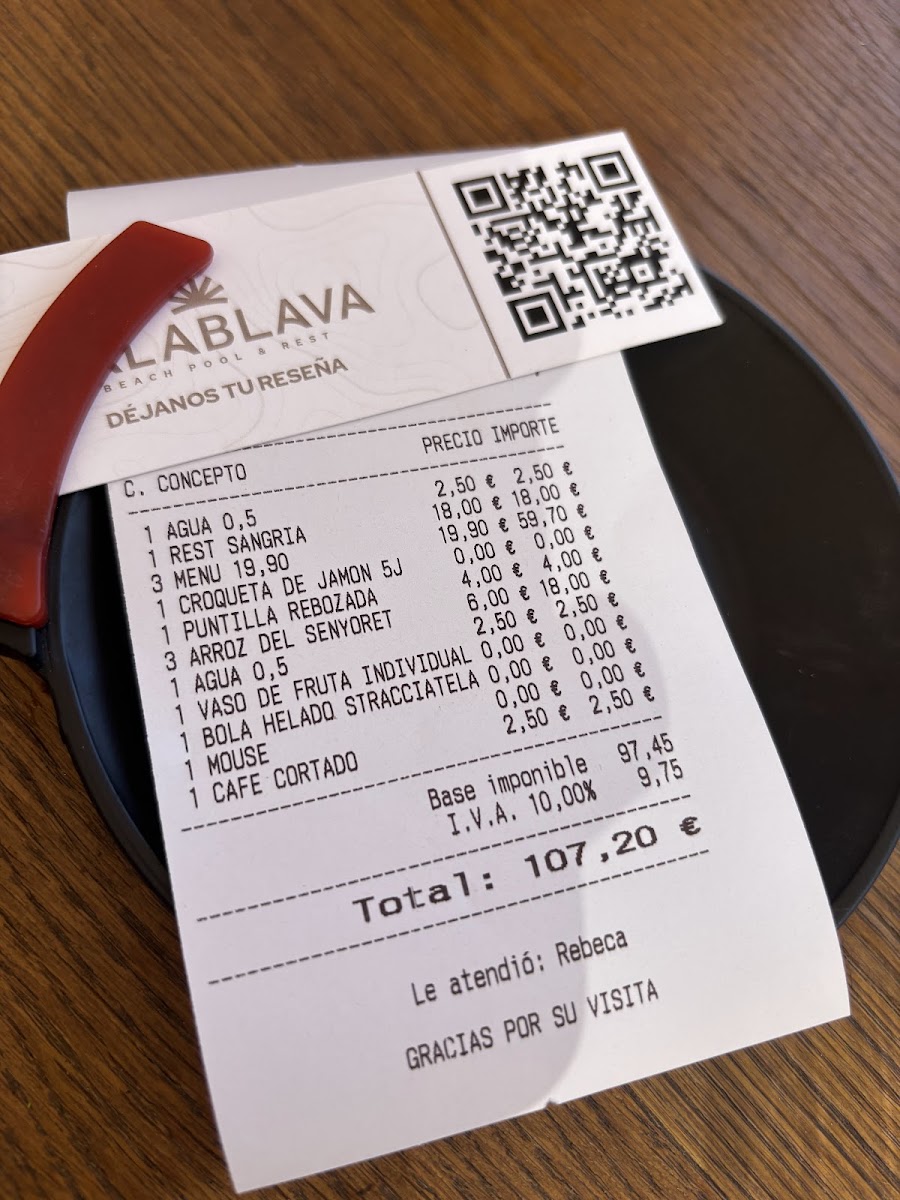 LABLAVA
BEACH POOL & REST
DÉJANOS TU RESEÑA
C. CONCEPTO PRECIO IMPORTE
1 AGUA 0,5 2,50 € 2,50 €
1 REST SANGRIA 18,00 € 18,00 €
3 MENU 19,90 19,90 € 59,70 €
1 CROQUETA DE JAMON 5J 0,00 € 0,00 €
1 PUNTILLA REBOZADA 4,00 € 4,00 €
3 ARROZ DEL SENYORET 6,00 € 18,00 €
1 AGUA 0,5 2,50 € 2,50 €
1 VASO DE FRUTA INDIVIDUAL 0,00 € 0,00 €
1 BOLA HELADO STRACCIATELA 0,00 € 0,00 €
1 MOUSE 0,00 € 0,00 €
1 CAFE CORTADO 2,50 € 2,50 €
Base imponible 97,45
I.V.A. 10,00% 9,75
Total: 107,20 €
Le atendió: Rebeca
GRACIAS POR SU VISITA